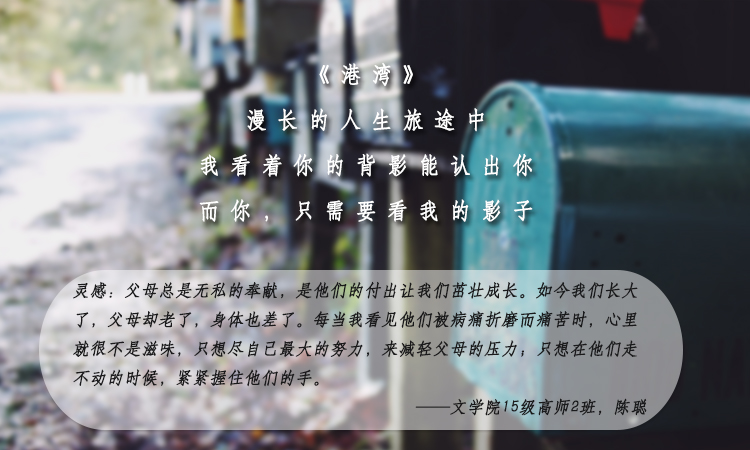 《港湾》
漫长的人生旅途中
我看着你的背影能认出你
而你，只需要看我的影子
灵感：父母总是无私的奉献，是他们的付出让我们茁壮成长。如今我们长大
了，父母却老了，身体也差了。每当我看见他们被病痛折磨而痛苦时，心里
就很不是滋味，只想尽自己最大的努力，来减轻父母的压力；只想在他们走
不动的时候，紧紧握住他们的手。
——文学院15级高师2班，陈聪